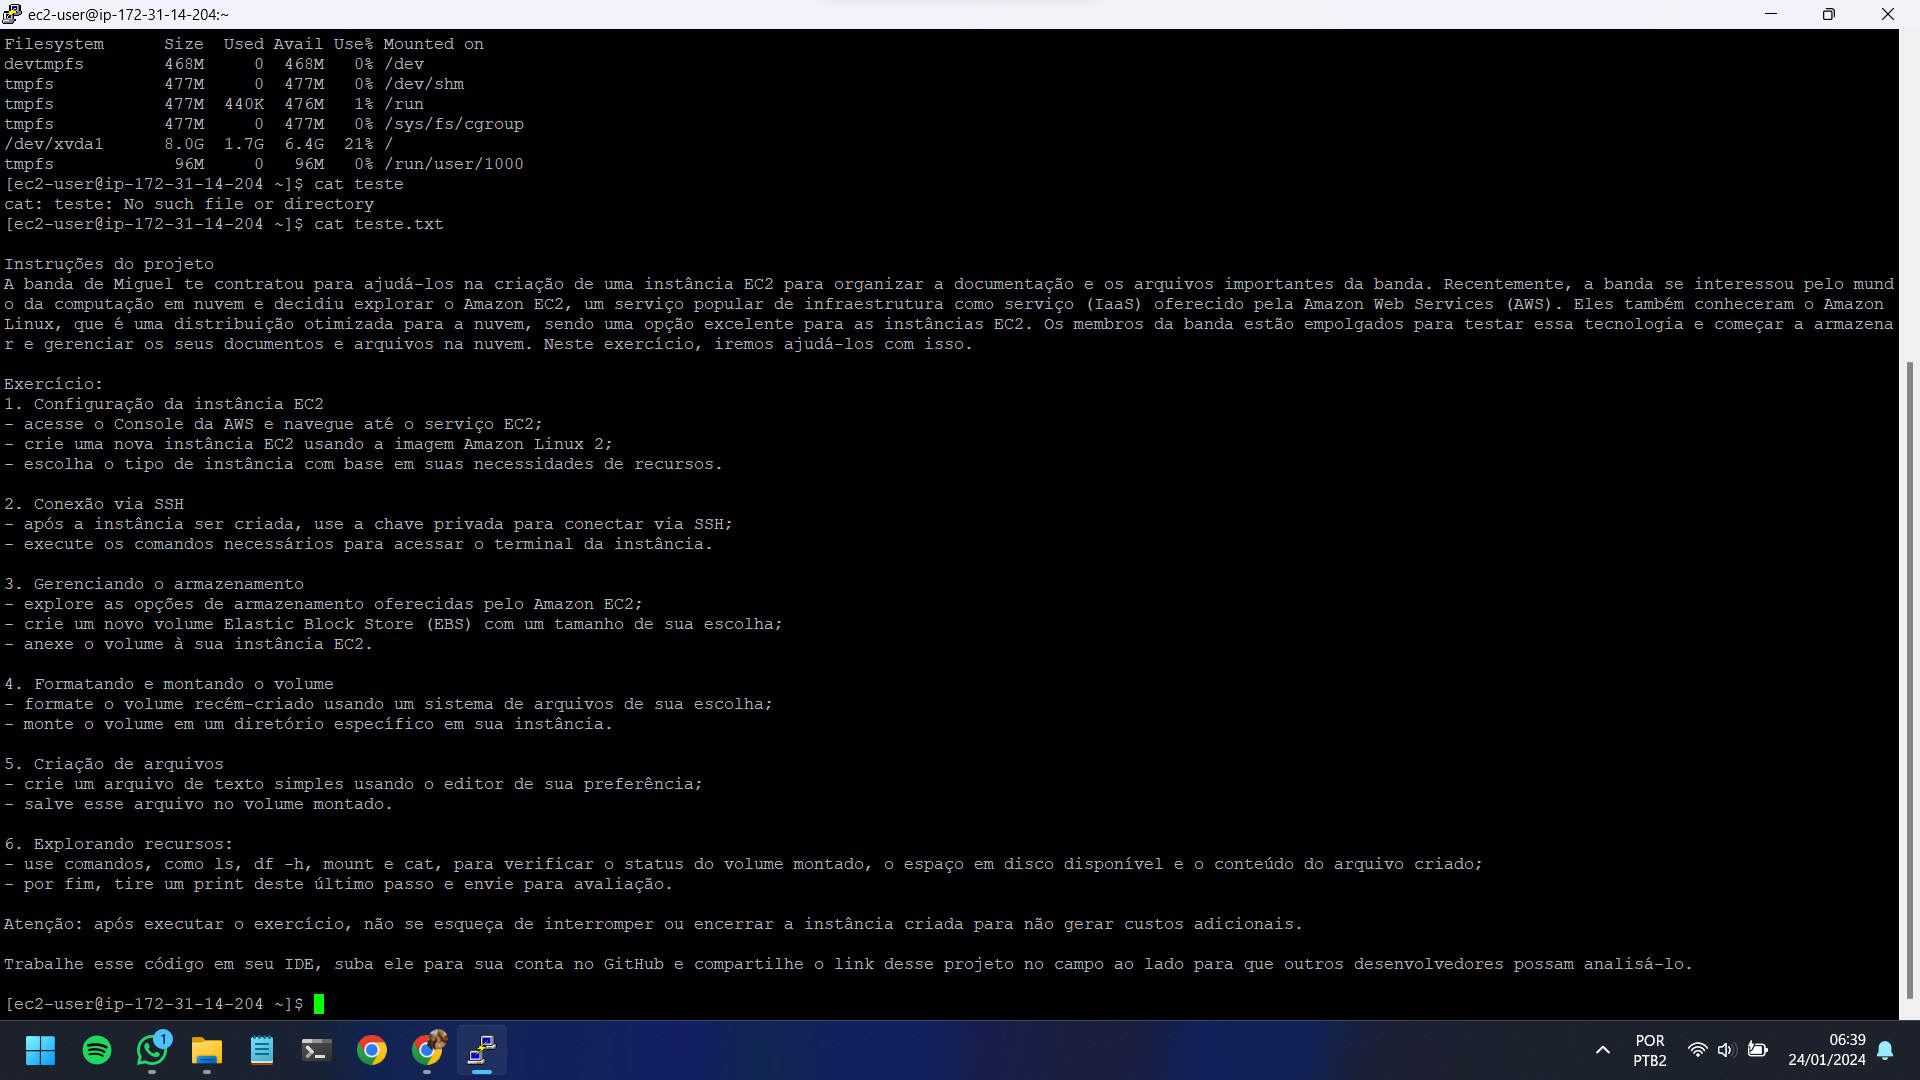 ec2-user@ip-172-31-14-204:~
Filesystem      Size  Used Avail Use% Mounted on
devtmpfs        468M     0  468M   0% /dev
tmpfs           477M     0  477M   0% /dev/shm
tmpfs           477M  440K  476M   1% /run
tmpfs           477M     0  477M   0% /sys/fs/cgroup
/dev/xvda1      8.0G  1.7G  6.4G  21% /
tmpfs            96M     0   96M   0% /run/user/1000
[ec2-user@ip-172-31-14-204 ~]$ cat teste
cat: teste: No such file or directory
[ec2-user@ip-172-31-14-204 ~]$ cat teste.txt
Instruções do projeto
A banda de Miguel te contratou para ajudá-los na criação de uma instância EC2 para organizar a documentação e os arquivos importantes da banda. Recentemente, a banda se interessou pelo mund
o da computação em nuvem e decidiu explorar o Amazon EC2, um serviço popular de infraestrutura como serviço (IaaS) oferecido pela Amazon Web Services (AWS). Eles também conheceram o Amazon
Linux, que é uma distribuição otimizada para a nuvem, sendo uma opção excelente para as instâncias EC2. Os membros da banda estão empolgados para testar essa tecnologia e começar a armazena
r e gerenciar os seus documentos e arquivos na nuvem. Neste exercício, iremos ajudá-los com isso.
Exercício:
1. Configuração da instância EC2
- acesse o Console da AWS e navegue até o serviço EC2;
- crie uma nova instância EC2 usando a imagem Amazon Linux 2;
- escolha o tipo de instância com base em suas necessidades de recursos.
2. Conexão via SSH
- após a instância ser criada, use a chave privada para conectar via SSH;
- execute os comandos necessários para acessar o terminal da instância.
3. Gerenciando o armazenamento
- explore as opções de armazenamento oferecidas pelo Amazon EC2;
- crie um novo volume Elastic Block Store (EBS) com um tamanho de sua escolha;
- anexe o volume à sua instância EC2.
4. Formatando e montando o volume
- formate o volume recém-criado usando um sistema de arquivos de sua escolha;
- monte o volume em um diretório específico em sua instância.
5. Criação de arquivos
- crie um arquivo de texto simples usando o editor de sua preferência;
- salve esse arquivo no volume montado.
6. Explorando recursos:
- use comandos, como ls, df -h, mount e cat, para verificar o status do volume montado, o espaço em disco disponível e o conteúdo do arquivo criado;
- por fim, tire um print deste último passo e envie para avaliação.
Atenção: após executar o exercício, não se esqueça de interromper ou encerrar a instância criada para não gerar custos adicionais.
Trabalhe esse código em seu IDE, suba ele para sua conta no GitHub e compartilhe o link desse projeto no campo ao lado para que outros desenvolvedores possam analisá-lo.
[ec2-user@ip-172-31-14-204 ~]$
1
POR
PTB2
06:39
24/01/2024